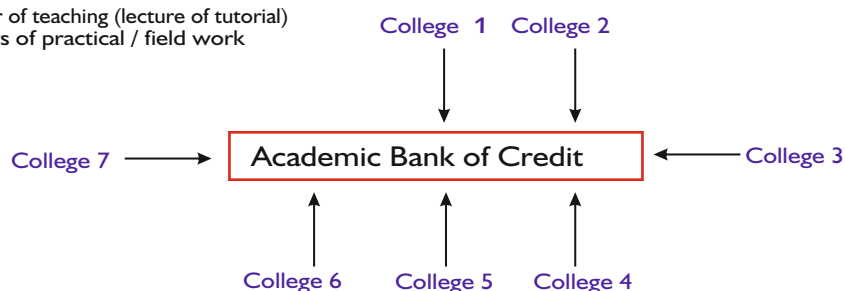 of teaching (lecture of tutorial)
of practical / field work
College 1 College 2
College 7
Academic Bank of Credit
College 3
College 6 College 5 College 4